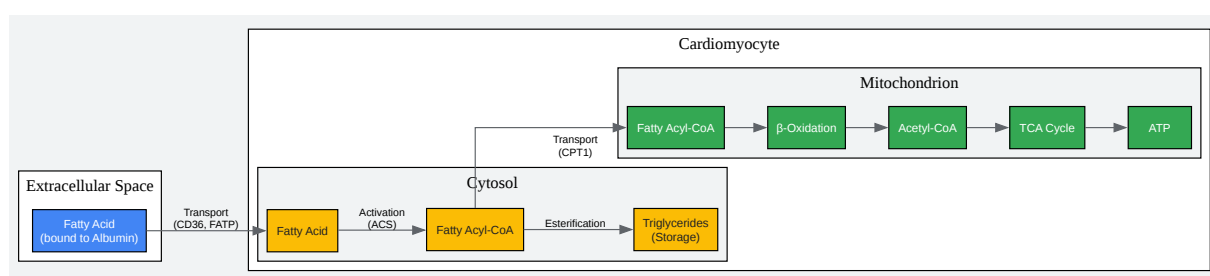 Cardiomyocyte
Mitochondrion
Fatty Acyl-CoA
β-Oxidation
Acetyl-CoA
TCA Cycle
ATP
Transport
(CPT1)
Extracellular Space
Cytosol
Fatty Acid
(bound to Albumin)
Transport
(CD36, FATP)
Fatty Acid
Activation
(ACS)
Fatty Acyl-CoA
Esterification
Triglycerides
(Storage)